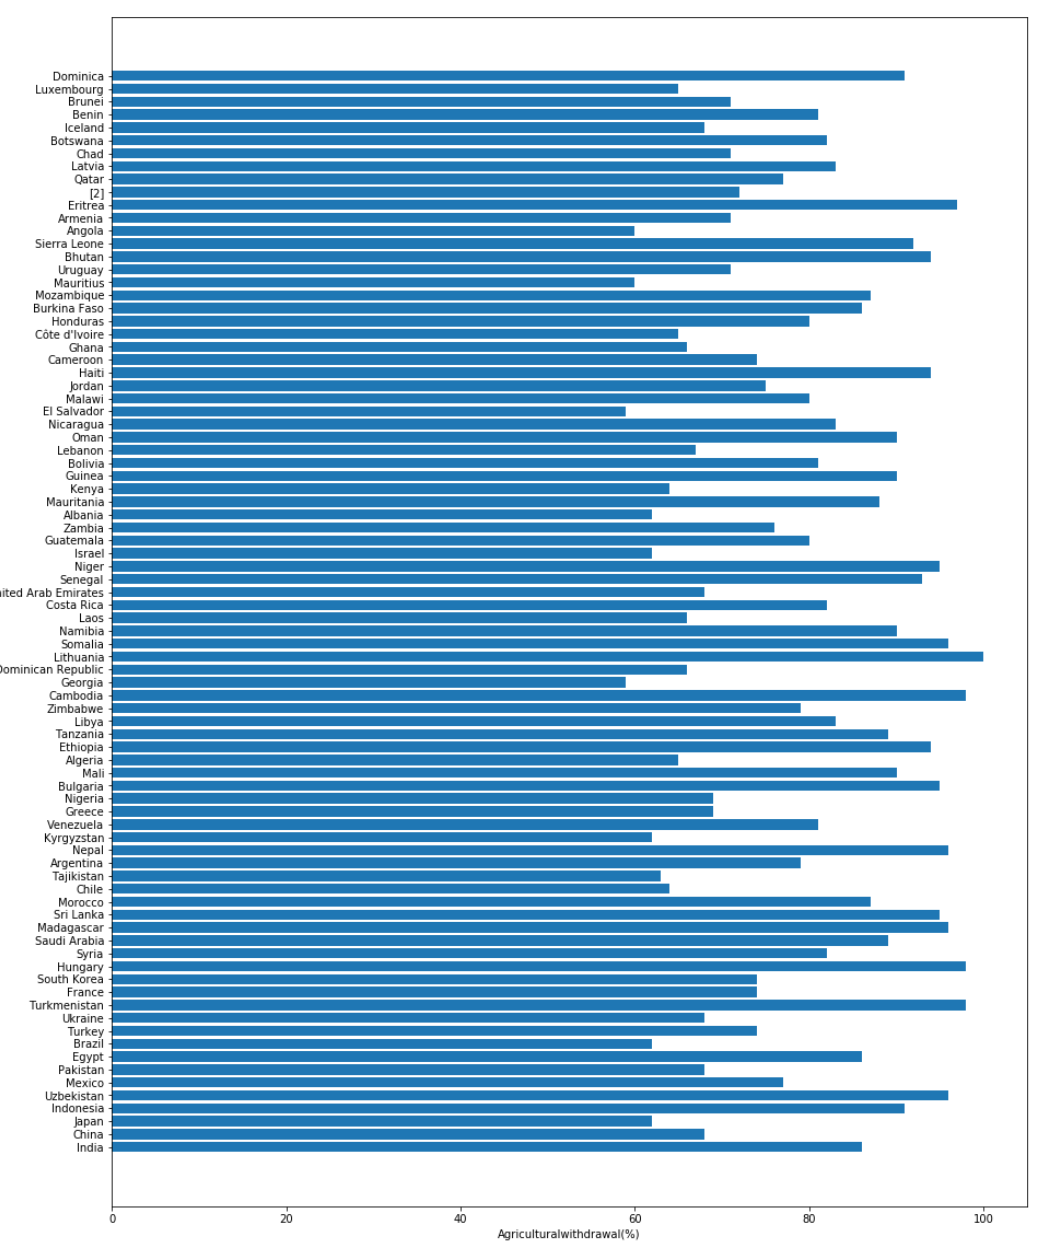 Dominica
Luxembourg
Brunei
Benin
Iceland
Botswana
Chad
Latvia
Qatar
[2]
Eritrea
Armenia
Angola
Sierra Leone
Bhutan
Uruguay
Mauritius
Mozambique
Burkina Faso
Honduras
Côte d'Ivoire
Ghana
Cameroon
Haiti
Jordan
Malawi
El Salvador
Nicaragua
Oman
Lebanon
Bolivia
Guinea
Kenya
Mauritania
Albania
Zambia
Guatemala
Israel
Niger
Senegal
ited Arab Emirates
Costa Rica
Laos
Namibia
Somalia
Lithuania
Dominican Republic
Georgia
Cambodia
Zimbabwe
Libya
Tanzania
Ethiopia
Algeria
Mali
Bulgaria
Nigeria
Greece
Venezuela
Kyrgyzstan
Nepal
Argentina
Tajikistan
Chile
Morocco
Sri Lanka
Madagascar
Saudi Arabia
Syria
Hungary
South Korea
France
Turkmenistan
Ukraine
Turkey
Brazil
Egypt
Pakistan
Mexico
Uzbekistan
Indonesia
Japan
China
India
0 20 40 60 80 100
Agriculturalwithdrawal(%)